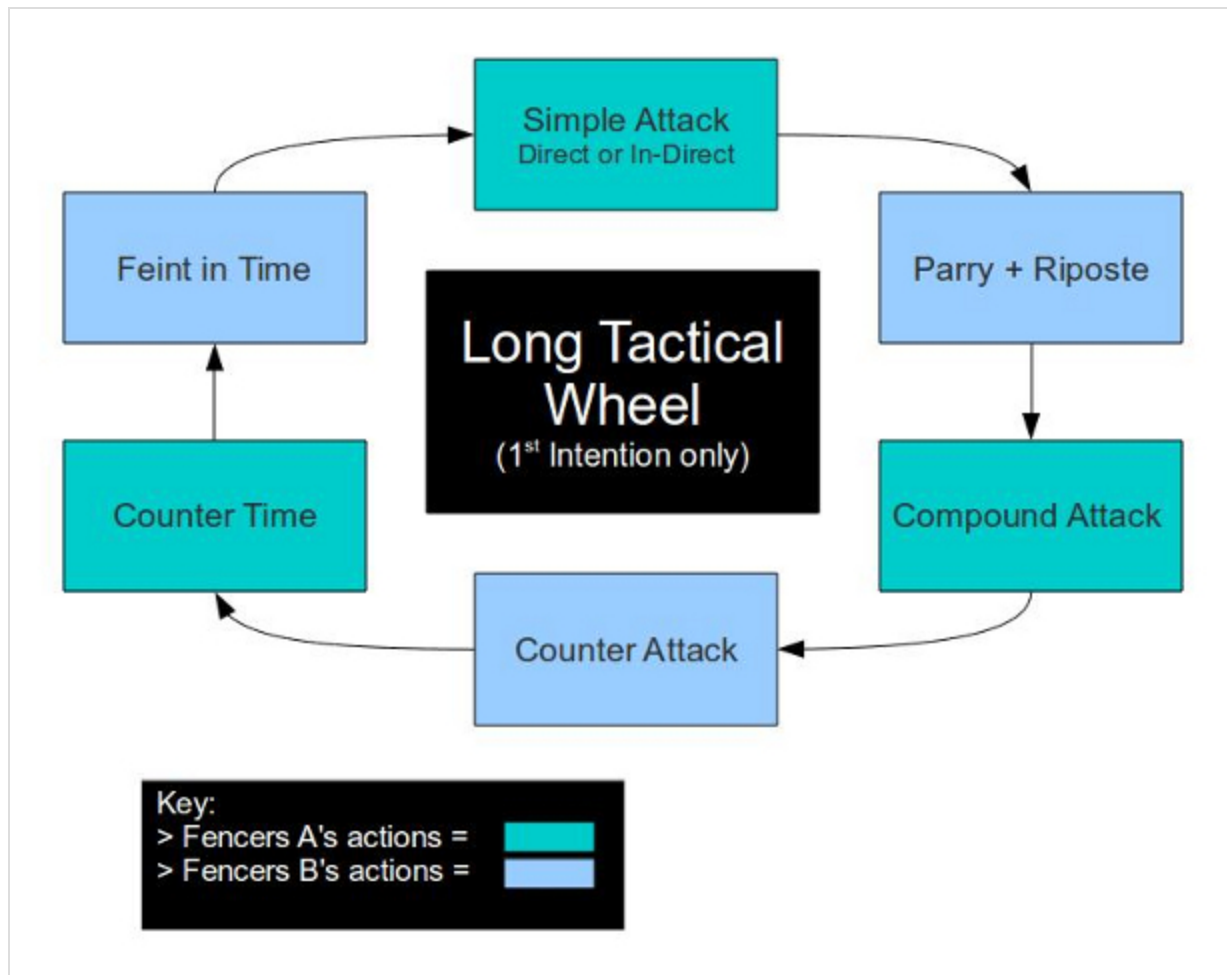 Simple Attack
Direct or In-Direct
Feint in Time
Parry + Riposte
Long Tactical
Wheel
(1st Intention only)
Counter Time
Compound Attack
Counter Attack
Key:
> Fencers A's actions =
> Fencers B's actions =